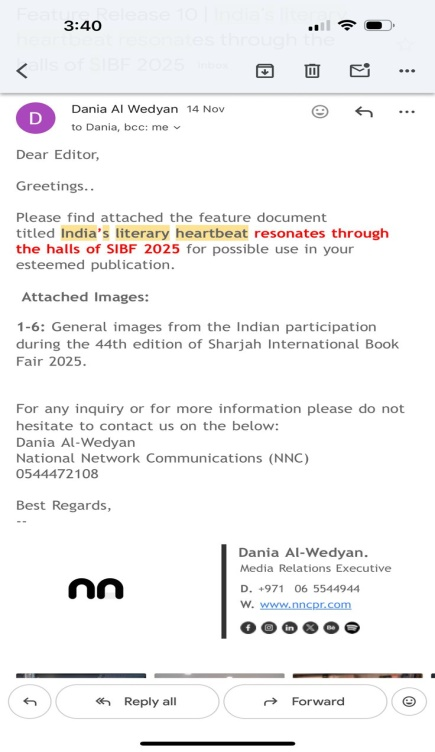 Feature Release 10 | India's literary
heartbeat resonates through the
halls of SIBF 2025 Inbox
3:40
D
Dania Al Wedyan 14 Nov
to Dania, bcc: me
Dear Editor,
Greetings..
Please find attached the feature document
titled India's literary heartbeat resonates through
the halls of SIBF 2025 for possible use in your
esteemed publication.
Attached Images:
1-6: General images from the Indian participation
during the 44th edition of Sharjah International Book
Fair 2025.
For any inquiry or for more information please do not
hesitate to contact us on the below:
Dania Al-Wedyan
National Network Communications (NNC)
0544472108
Best Regards,
--
nn
Dania Al-Wedyan.
Media Relations Executive
D. +971 06 5544944
W. www.nncpr.com
Reply all
Forward